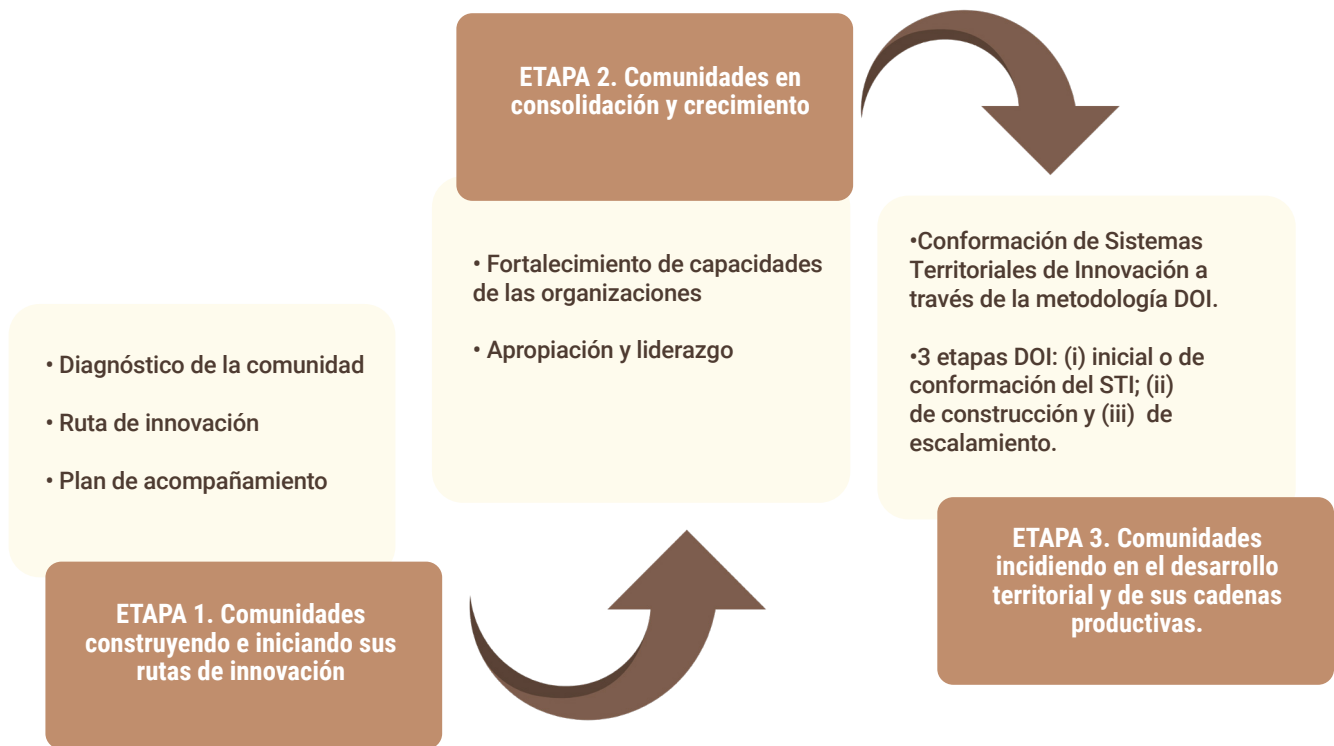 • Diagnóstico de la comunidad
• Ruta de innovación
• Plan de acompañamiento
ETAPA 1. Comunidades
construyendo e iniciando sus
rutas de innovación
ETAPA 2. Comunidades en
consolidación y crecimiento
• Fortalecimiento de capacidades
de las organizaciones
• Apropiación y liderazgo
•Conformación de Sistemas
Territoriales de Innovación a
través de la metodología DOI.
•3 etapas DOI: (i) inicial o de
conformación del STI; (ii)
de construcción y (iii) de
escalamiento.
ETAPA 3. Comunidades
incidiendo en el desarrollo
territorial y de sus cadenas
productivas.